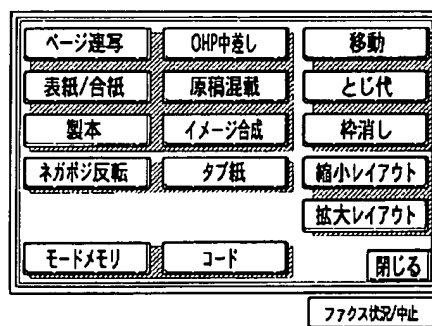 ページ連写 OHP中差し 移動
表紙/合紙 原稿混載 とじ代
製本 イメージ合成 枠消し
ネガポジ反転 タブ紙 縮小レイアウト
拡大レイアウト
モードメモリ コード 閉じる
ファクス状況/中止